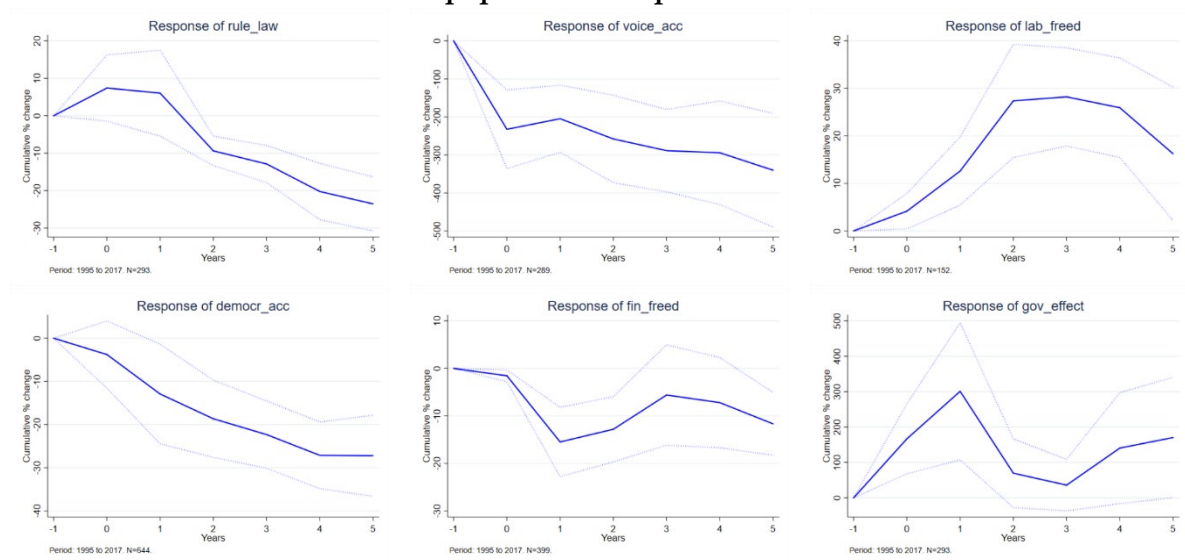 Response of rule_law
Cumulative % change
20
10
0
-10
-20
-30
-1 0 1 2 3 4 5
Years
Period: 1995 to 2017. N=293.
Response of voice_acc
Cumulative % change
0
-100
-200
-300
-400
-500
-1 0 1 2 3 4 5
Years
Period: 1995 to 2017. N=289.
Response of lab_freed
Cumulative % change
40
30
20
10
0
-1 0 1 2 3 4 5
Years
Period: 1995 to 2017. N=152.
Response of democr_acc
Cumulative % change
0
-10
-20
-30
-40
-1 0 1 2 3 4 5
Years
Period: 1995 to 2017. N=644.
Response of fin_freed
Cumulative % change
10
0
-10
-20
-30
-1 0 1 2 3 4 5
Years
Period: 1995 to 2017. N=399.
Response of gov_effect
Cumulative % change
500
400
300
200
100
0
-1 0 1 2 3 4 5
Years
Period: 1995 to 2017. N=293.